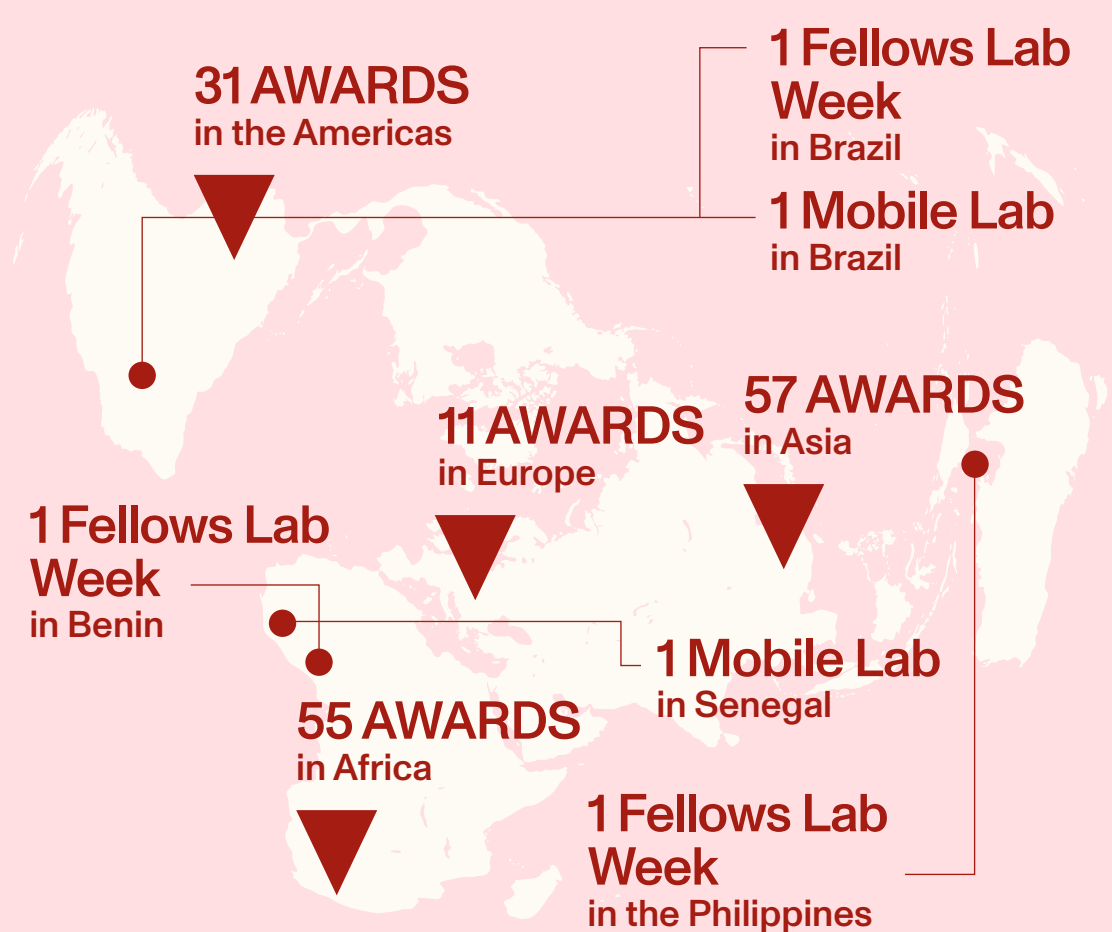 1 Fellows Lab
Week
in Brazil
31 AWARDS
in the Americas
1 Mobile Lab
in Brazil
57 AWARDS
in Asia
11 AWARDS
in Europe
1 Fellows Lab
Week
in Benin
1 Mobile Lab
in Senegal
55 AWARDS
in Africa
1 Fellows Lab
Week
in the Philippines